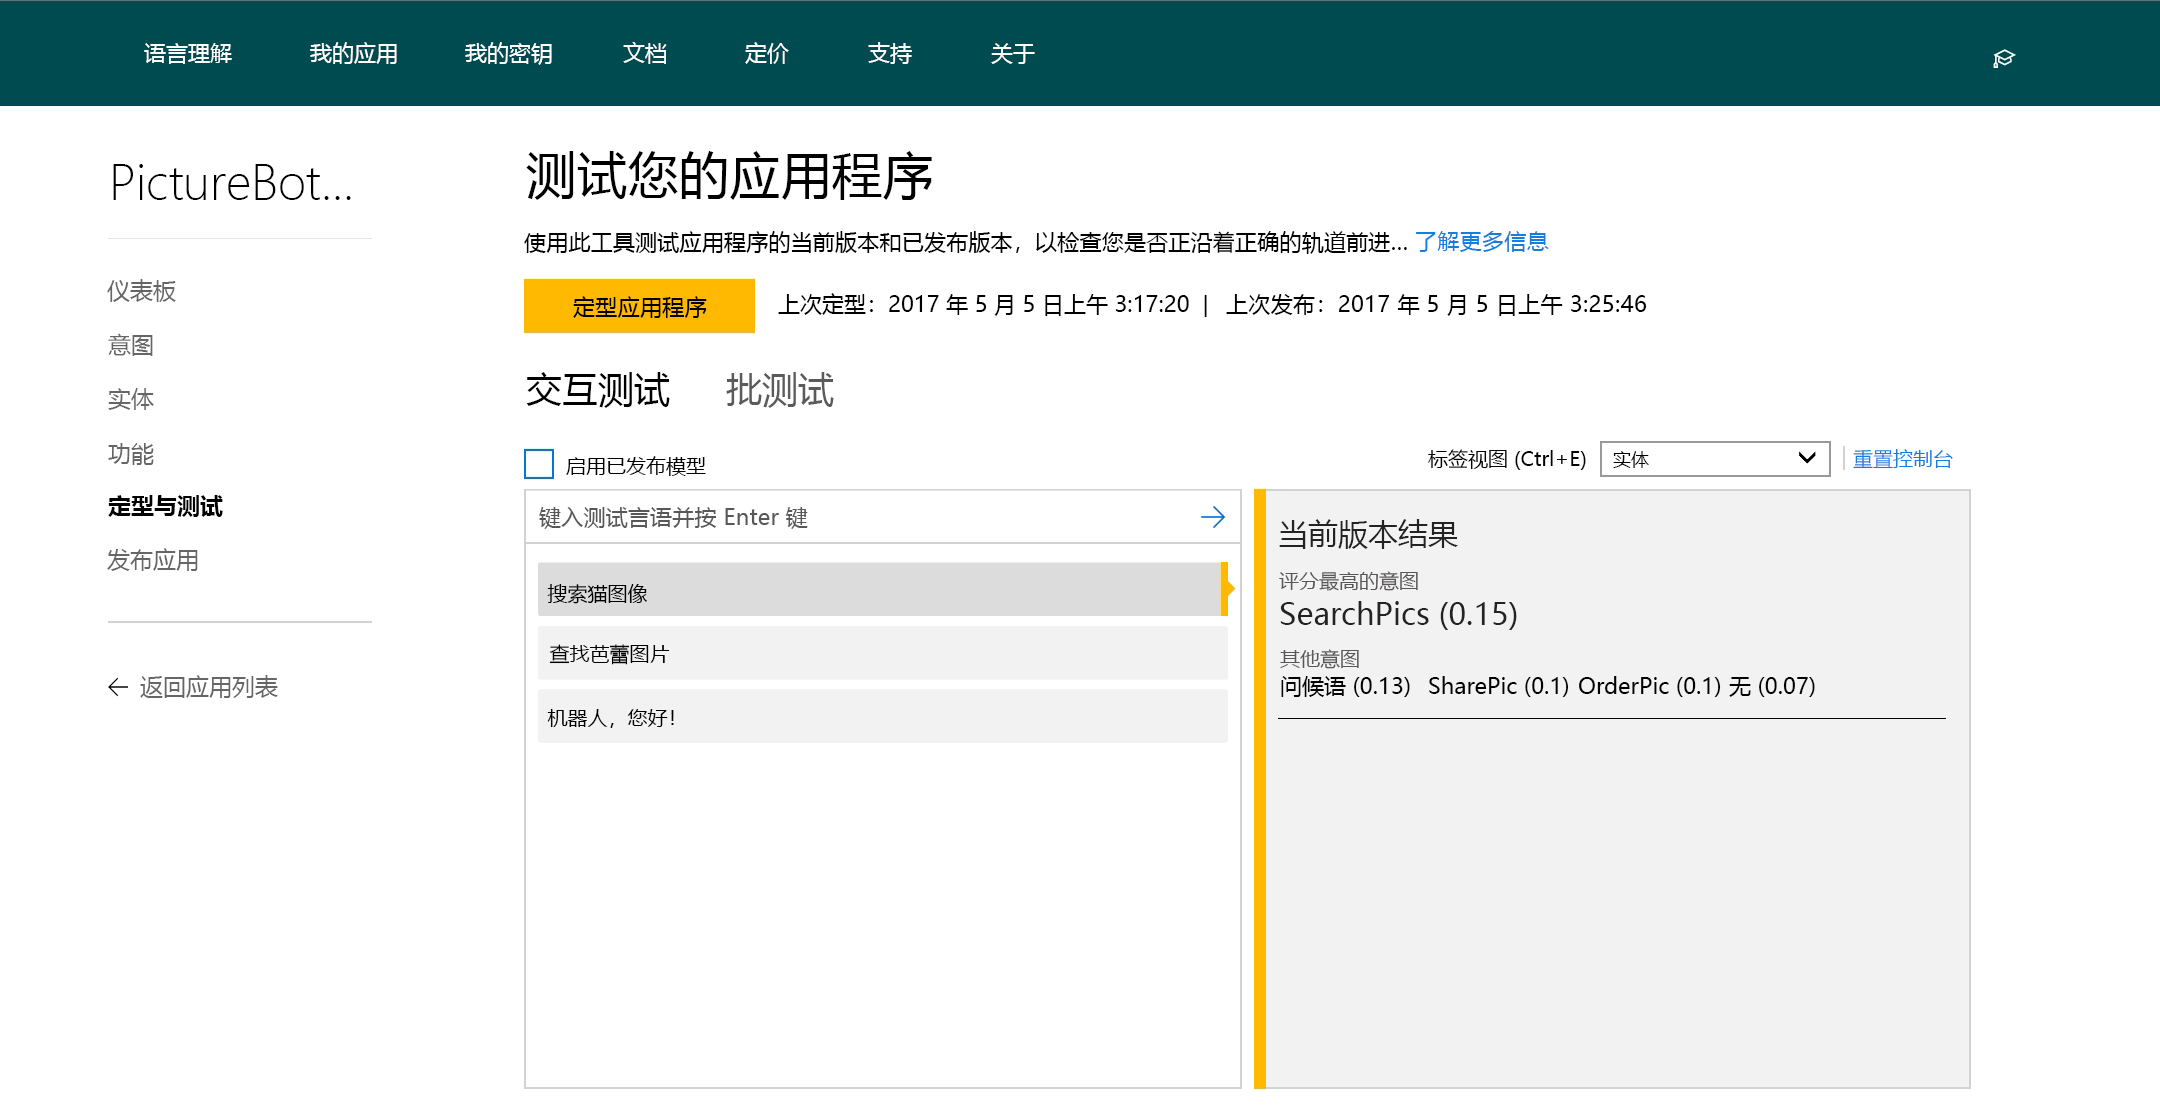 语言理解 我的应用 我的密钥 文档 定价 支持 关于
PictureBot...
仪表板
意图
实体
功能
定型与测试
发布应用
返回应用列表
测试您的应用程序
使用此工具测试应用程序的当前版本和已发布版本，以检查您是否正沿着正确的轨道前进... 了解更多信息
定型应用程序 上次定型：2017 年 5 月 5 日上午 3:17:20 | 上次发布：2017 年 5 月 5 日上午 3:25:46
交互测试 批测试
启用已发布模型 标签视图 (Ctrl+E) 实体 重置控制台
键入测试言语并按 Enter 键
搜索猫图像
查找芭蕾图片
机器人，您好！
当前版本结果
评分最高的意图
SearchPics (0.15)
其他意图
问候语 (0.13) SharePic (0.1) OrderPic (0.1) 无 (0.07)